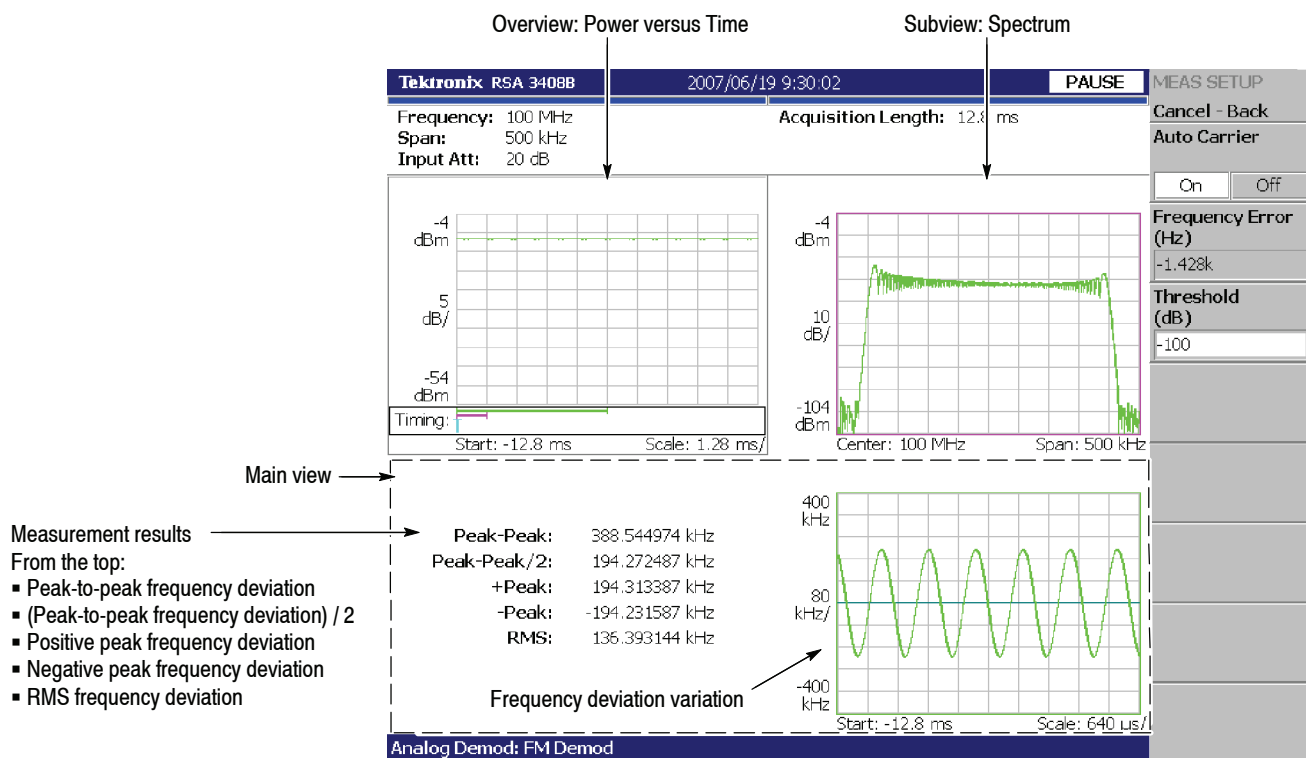 Overview: Power versus Time
Subview: Spectrum
Tektronix RSA 3408B 2007/06/19 9:30:02 PAUSE
MEAS SETUP
Frequency: 100 MHz
Span: 500 kHz
Input Att: 20 dB
Acquisition Length: 12.8 ms
Cancel - Back
Auto Carrier
On Off
Frequency Error
(Hz)
-1.428k
Threshold
(dB)
-100
-4
dBm
5
dB/
-54
dBm
Timing:
Start: -12.8 ms Scale: 1.28 ms/
-4
dBm
10
dB/
-104
dBm
Center: 100 MHz Span: 500 kHz
Main view
Measurement results
From the top:
▪ Peak-to-peak frequency deviation
▪ (Peak-to-peak frequency deviation) / 2
▪ Positive peak frequency deviation
▪ Negative peak frequency deviation
▪ RMS frequency deviation
Peak-Peak: 388.544974 kHz
Peak-Peak/2: 194.272487 kHz
+Peak: 194.313387 kHz
-Peak: -194.231587 kHz
RMS: 136.393144 kHz
Frequency deviation variation
400
kHz
80
kHz/
-400
kHz
Start: -12.8 ms Scale: 640 µs/
Analog Demod: FM Demod